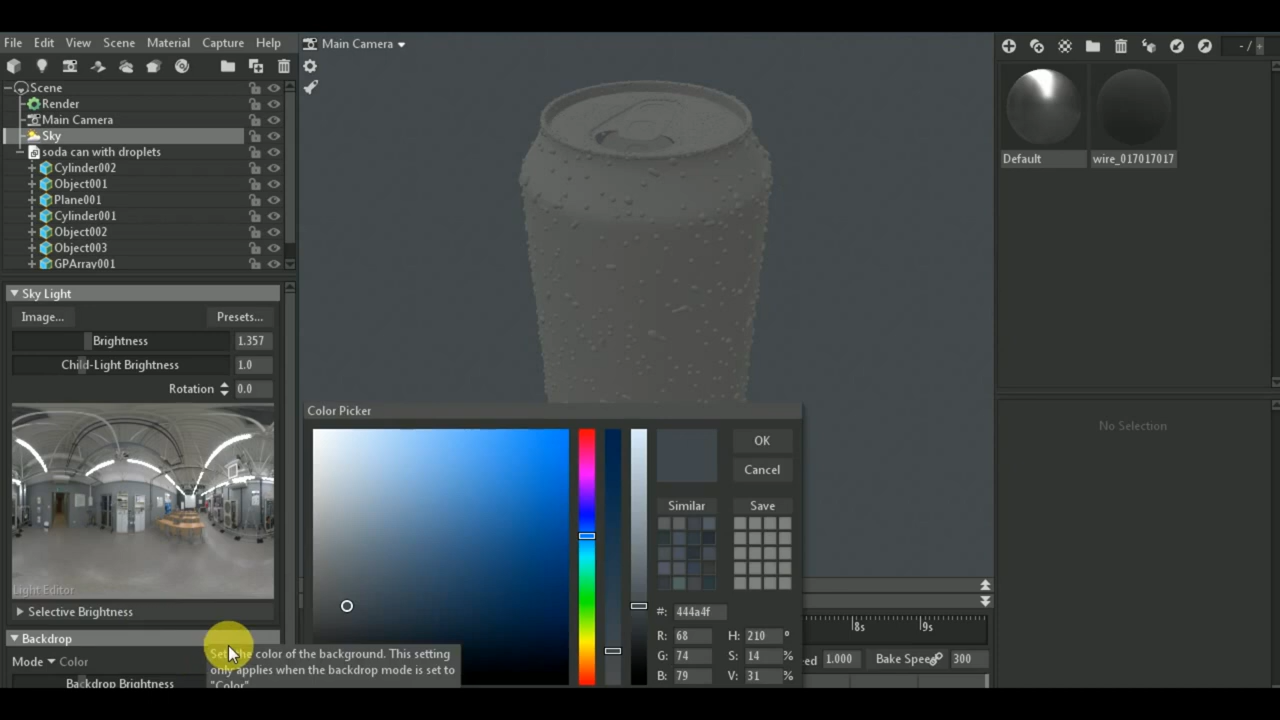 File Edit View Scene Material Capture Help
Main Camera
- /
Scene
Render
Main Camera
Sky
soda can with droplets
Cylinder002
Object001
Plane001
Cylinder001
Object002
Object003
GPArray001
Default
wire_017017017
Sky Light
Image...
Presets...
Brightness
1.357
Child-Light Brightness
1.0
Rotation
0.0
Light Editor
Selective Brightness
Backdrop
Mode
Color
Backdrop Brightness
Color Picker
OK
Cancel
Similar
Save
#: 444a4f
R: 68 H: 210 °
G: 74 S: 14 %
B: 79 V: 31 %
color of the background. This setting
only applies when the backdrop mode is set to
"Color"
No Selection
8s
9s
1.000
Bake Speed
300